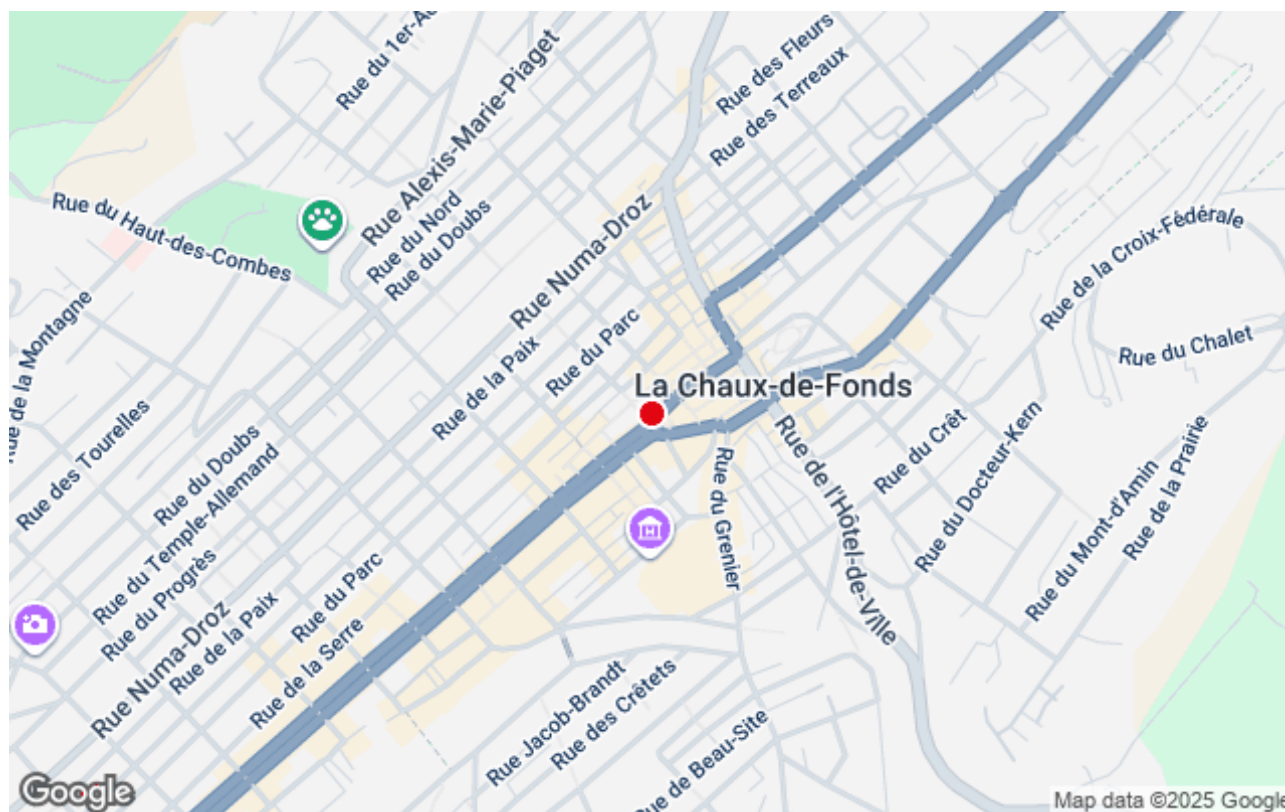 Rue du 1er-A
Rue des Fleurs
Rue des Terreaux
Rue Alexis-Marie-Piaget
Rue du Haut-des-Combes
Rue du Nord
Rue du Doubs
Rue Numa-Droz
Rue de la Croix-Fédérale
Rue de la Montagne
Rue de la Paix
Rue du Parc
Rue du Chalet
La Chaux-de-Fonds
Rue des Tourelles
Rue du Doubs
Rue du Temple-Allemand
Rue du Progrès
Rue du Grenier
Rue de l'Hôtel-de-Ville
Rue du Crêt
Rue du Docteur-Kern
Rue du Mont-d'Amin
Rue de la Prairie
Rue Numa-Droz
Rue de la Paix
Rue du Parc
Rue de la Serre
Rue Jacob-Brandt
Rue des Crêtets
Rue de Beau-Site
H
Google
Map data ©2025 Google